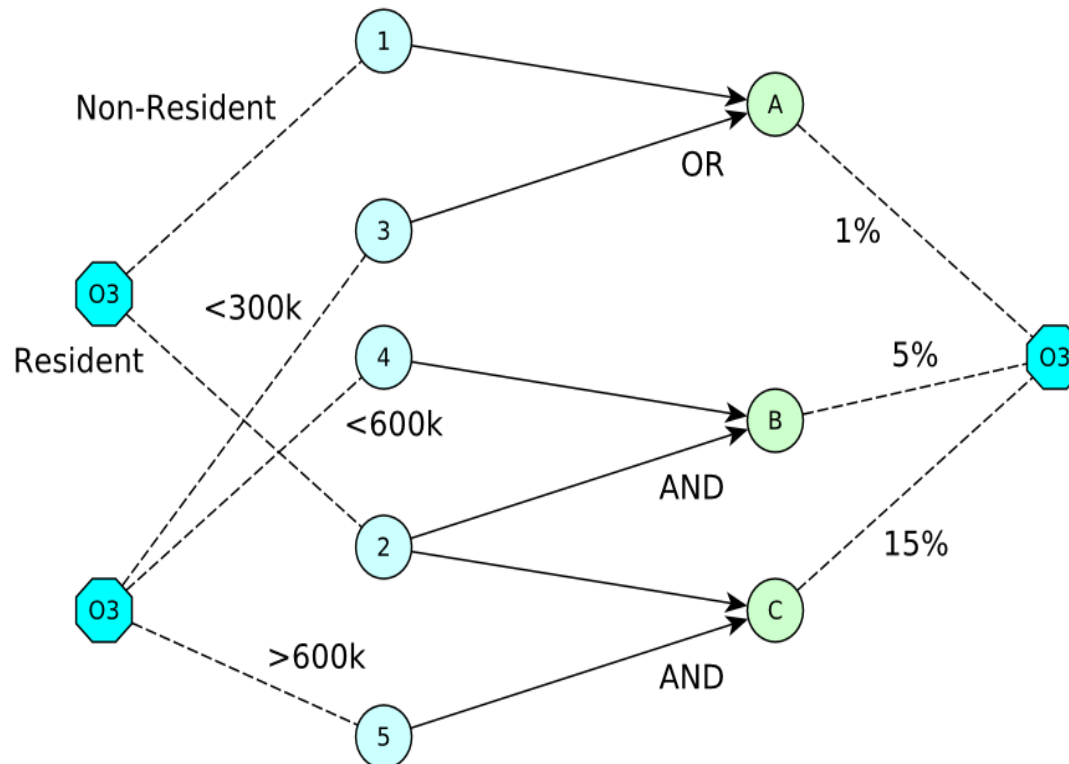 1
A
Non-Resident
OR
3
1%
O3
<300k
Resident
4
5%
O3
<600k
B
AND
2
15%
O3
C
>600k
AND
5